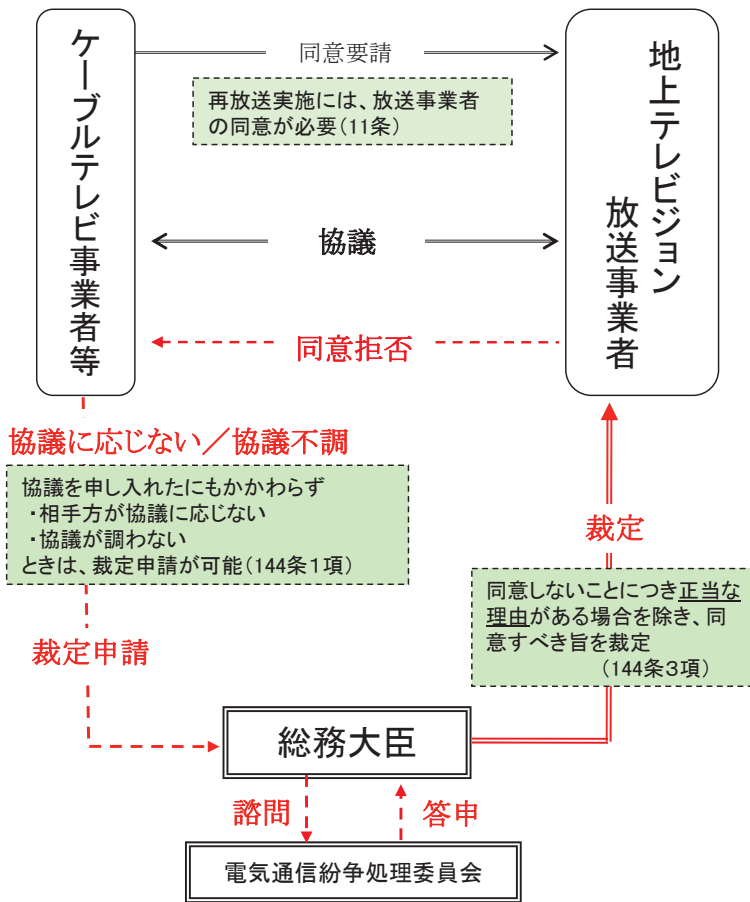 ケーブルテレビ事業者等
同意要請
再放送実施には、放送事業者
の同意が必要(11条)
地上テレビジョン
放送事業者
協議
同意拒否
協議に応じない／協議不調
協議を申し入れたにもかかわらず
・相手方が協議に応じない
・協議が調わない
ときは、裁定申請が可能(144条１項)
裁定
同意しないことにつき正当な
理由がある場合を除き、同
意すべき旨を裁定
(144条３項)
裁定申請
総務大臣
諮問
答申
電気通信紛争処理委員会